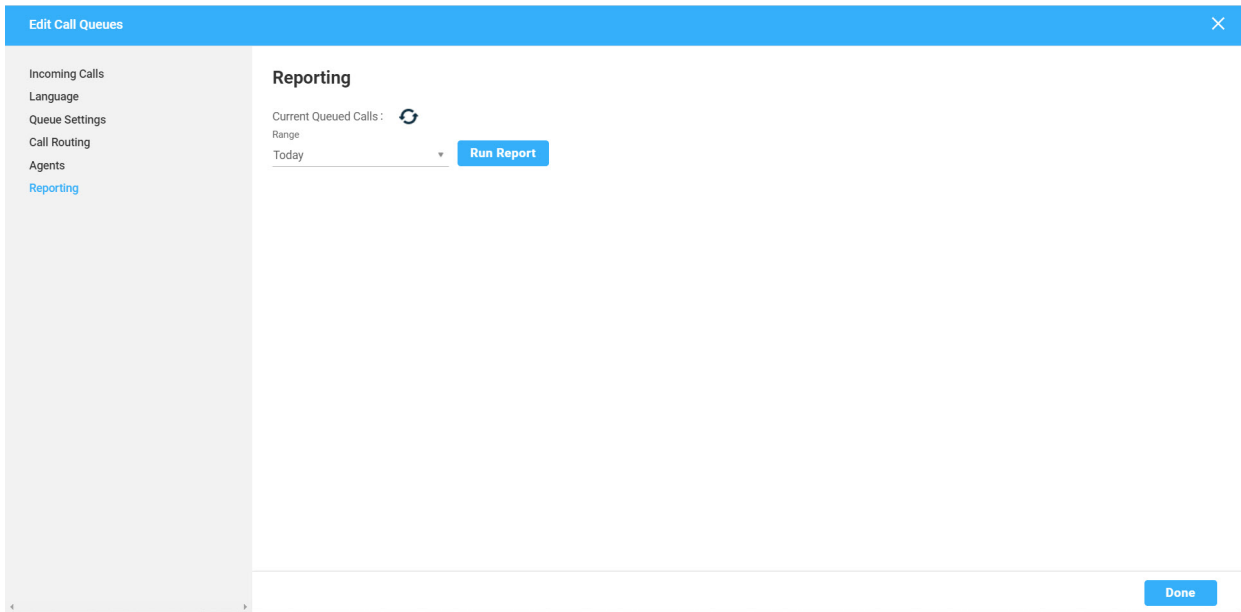 Edit Call Queues
Incoming Calls
Language
Queue Settings
Call Routing
Agents
Reporting
Reporting
Current Queued Calls :
Range
Today
Run Report
Done